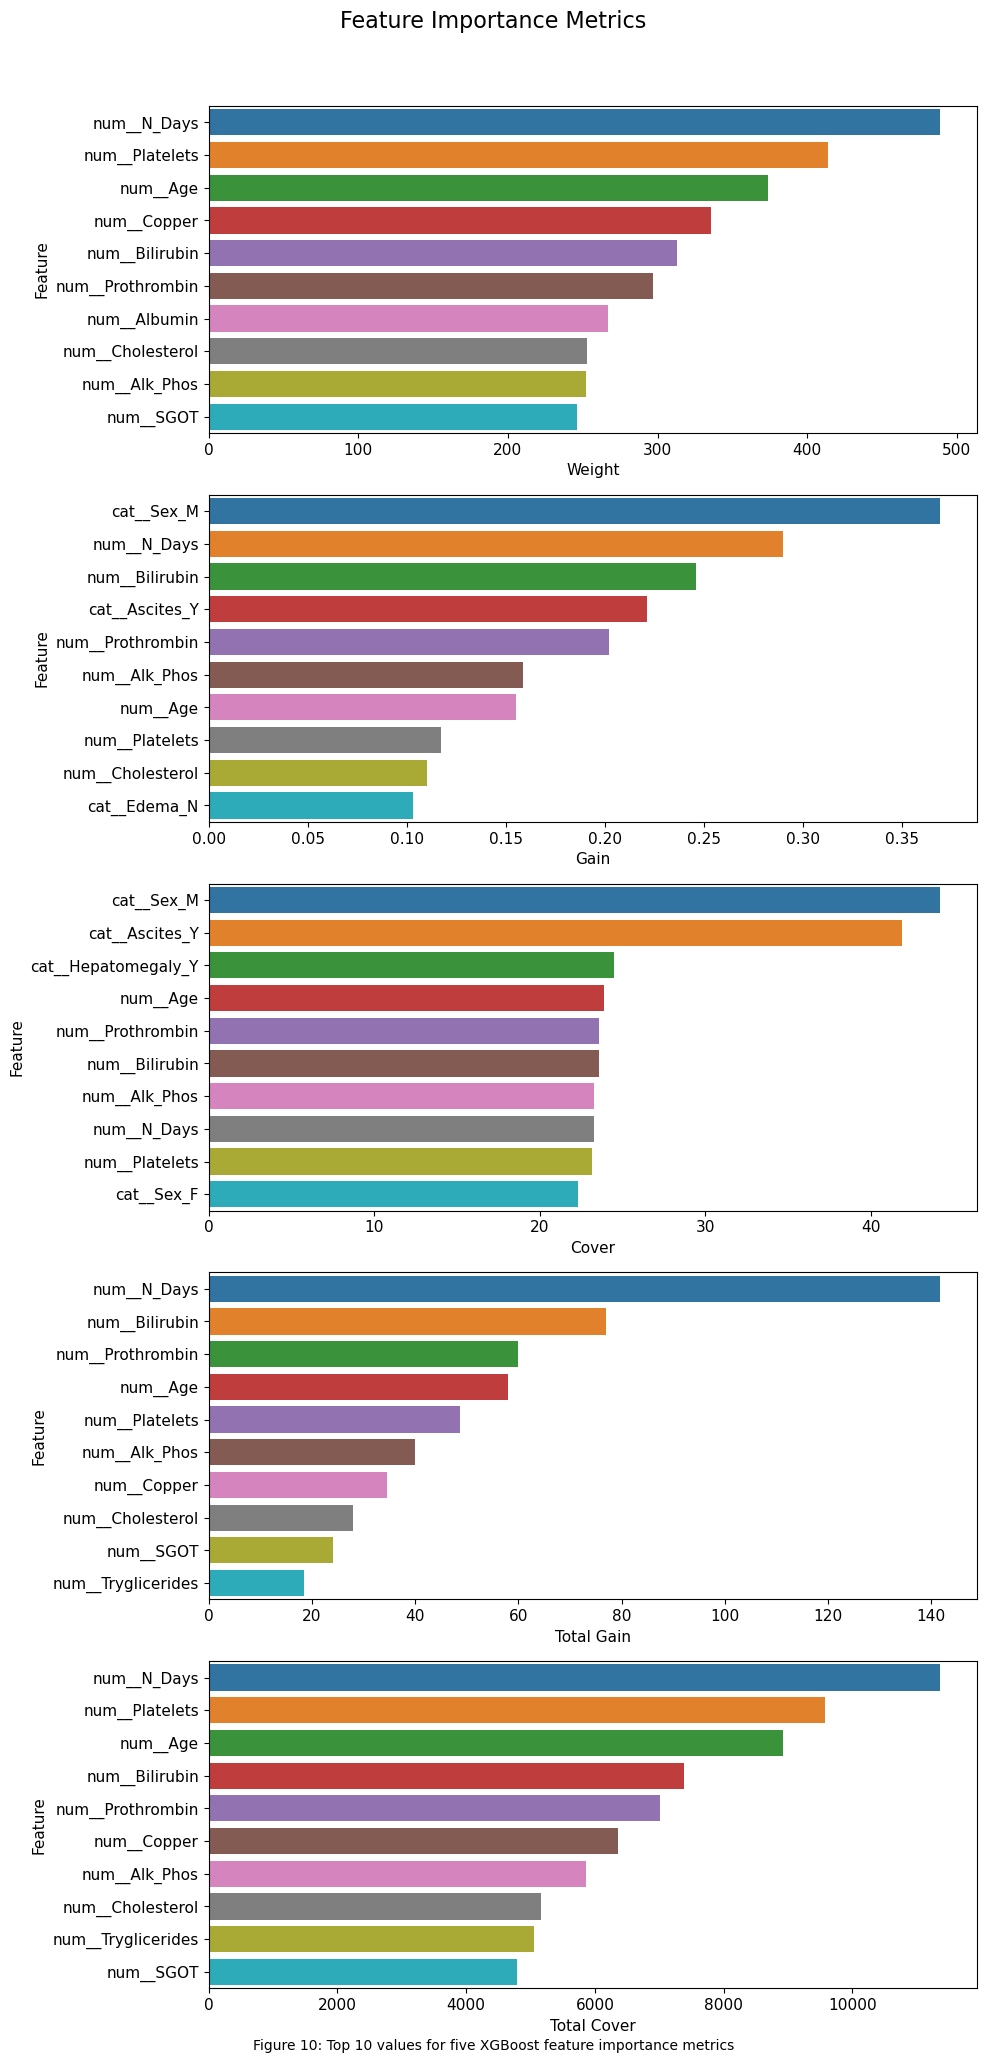 Feature Importance Metrics
Feature
num__N_Days
num__Platelets
num__Age
num__Copper
num__Bilirubin
num__Prothrombin
num__Albumin
num__Cholesterol
num__Alk_Phos
num__SGOT
0 100 200 300 400 500
Weight
Feature
cat__Sex_M
num__N_Days
num__Bilirubin
cat__Ascites_Y
num__Prothrombin
num__Alk_Phos
num__Age
num__Platelets
num__Cholesterol
cat__Edema_N
0.00 0.05 0.10 0.15 0.20 0.25 0.30 0.35
Gain
Feature
cat__Sex_M
cat__Ascites_Y
cat__Hepatomegaly_Y
num__Age
num__Prothrombin
num__Bilirubin
num__Alk_Phos
num__N_Days
num__Platelets
cat__Sex_F
0 10 20 30 40
Cover
Feature
num__N_Days
num__Bilirubin
num__Prothrombin
num__Age
num__Platelets
num__Alk_Phos
num__Copper
num__Cholesterol
num__SGOT
num__Tryglicerides
0 20 40 60 80 100 120 140
Total Gain
Feature
num__N_Days
num__Platelets
num__Age
num__Bilirubin
num__Prothrombin
num__Copper
num__Alk_Phos
num__Cholesterol
num__Tryglicerides
num__SGOT
0 2000 4000 6000 8000 10000
Total Cover
Figure 10: Top 10 values for five XGBoost feature importance metrics